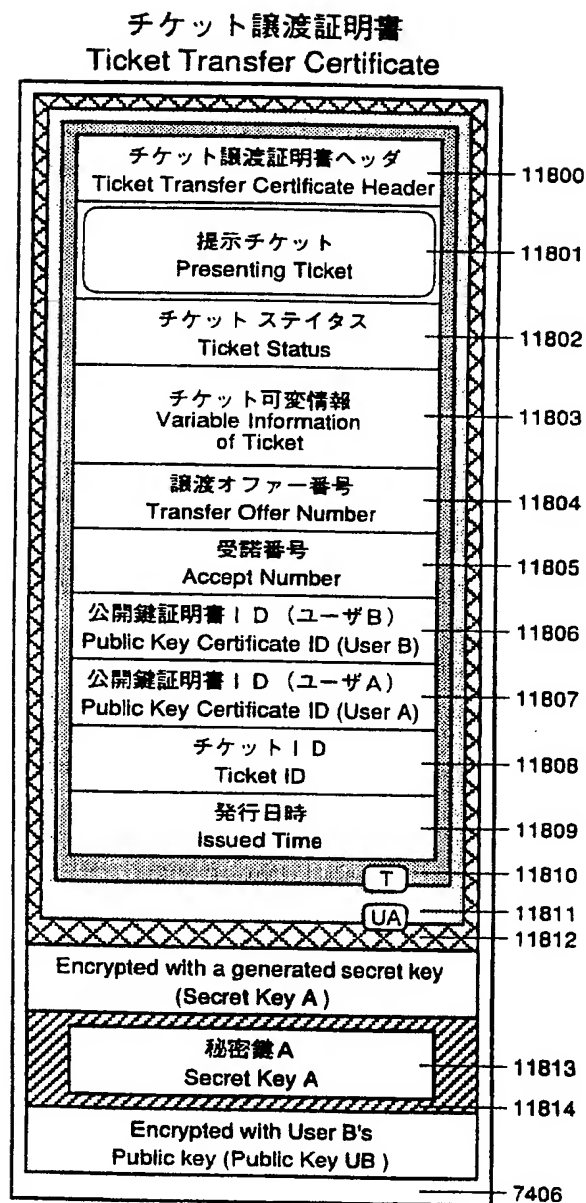 チケット譲渡証明書
Ticket Transfer Certificate
チケット譲渡証明書ヘッダ
Ticket Transfer Certificate Header
11800
提示チケット
Presenting Ticket
11801
チケット ステイタス
Ticket Status
11802
チケット可変情報
Variable Information
of Ticket
11803
譲渡オファー番号
Transfer Offer Number
11804
受諾番号
Accept Number
11805
公開鍵証明書ID（ユーザB）
Public Key Certificate ID (User B)
11806
公開鍵証明書ID（ユーザA）
Public Key Certificate ID (User A)
11807
チケットID
Ticket ID
11808
発行日時
Issued Time
11809
T
11810
UA
11811
11812
Encrypted with a generated secret key
(Secret Key A )
秘密鍵A
Secret Key A
11813
11814
Encrypted with User B's
Public key (Public Key UB )
7406